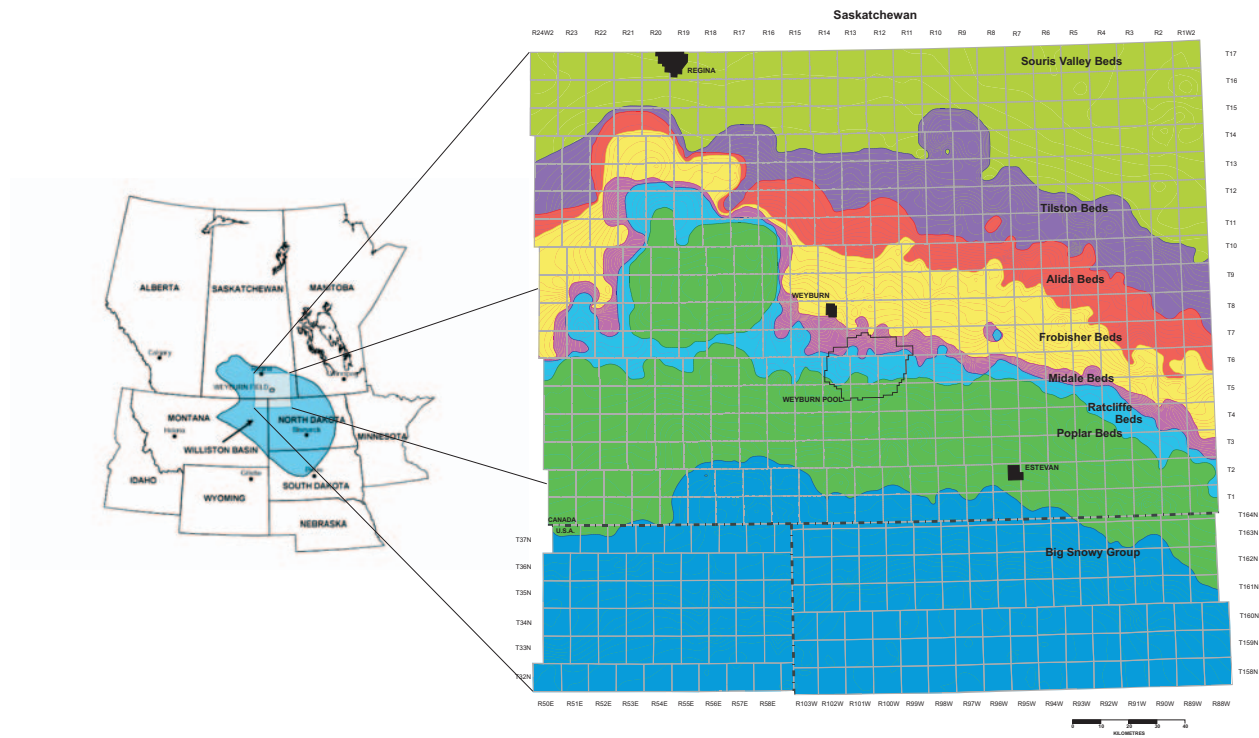 Saskatchewan
R24W2 R23 R22 R21 R20 R19 R18 R17 R16 R15 R14 R13 R12 R11 R10 R9 R8 R7 R6 R5 R4 R3 R2 R1W2
T17
Souris Valley Beds
REGINA
T16
T15
T14
T13
T12
Tilston Beds
T11
T10
T9
Alida Beds
ALBERTA
SASKATCHEWAN
MANITOBA
WEYBURN
T8
T7
Frobisher Beds
Calgary
T6
Midale Beds
WEYBURN FIELD
T5
WEYBURN POOL
Ratcliffe
Beds
T4
MONTANA
NORTH DAKOTA
Poplar Beds
Helena
Bismarck
MINNESOTA
T3
WILLISTON BASIN
ESTEVAN
T2
IDAHO
SOUTH DAKOTA
WYOMING
T1
NEBRASKA
CANADA
T164N
U.S.A.
T163N
T37N
Big Snowy Group
T162N
T36N
T161N
T35N
T160N
T34N
T159N
T33N
T158N
T32N
R50E R51E R52E R53E R54E R55E R56E R57E R58E R103W R102W R101W R100W R99W R98W R97W R96W R95W R94W R93W R92W R91W R90W R89W R88W
0 10 20 30 40
KILOMETRES